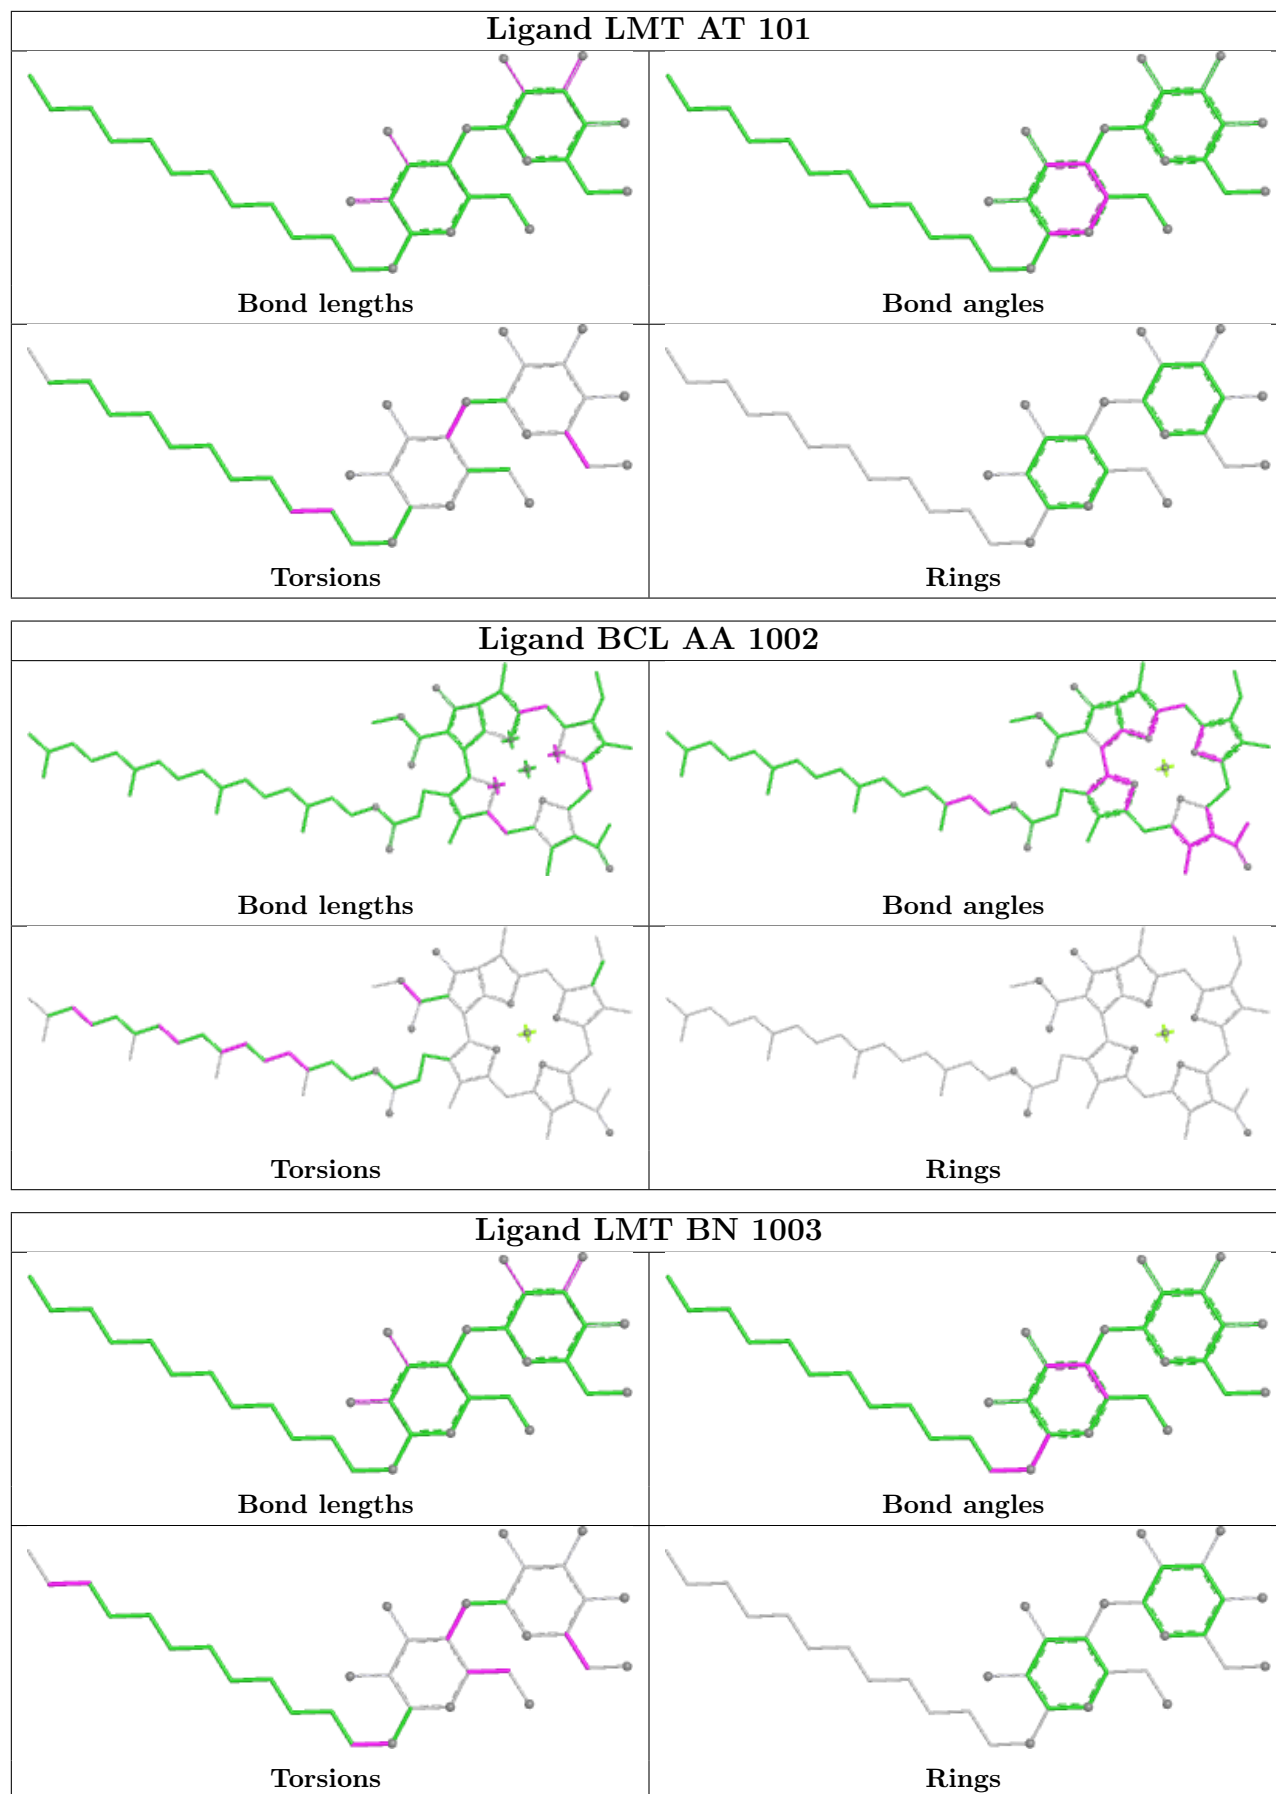 Ligand LMT AT 101
Bond lengths
Bond angles
Torsions
Rings
Ligand BCL AA 1002
Bond lengths
Bond angles
Torsions
Rings
Ligand LMT BN 1003
Bond lengths
Bond angles
Torsions
Rings